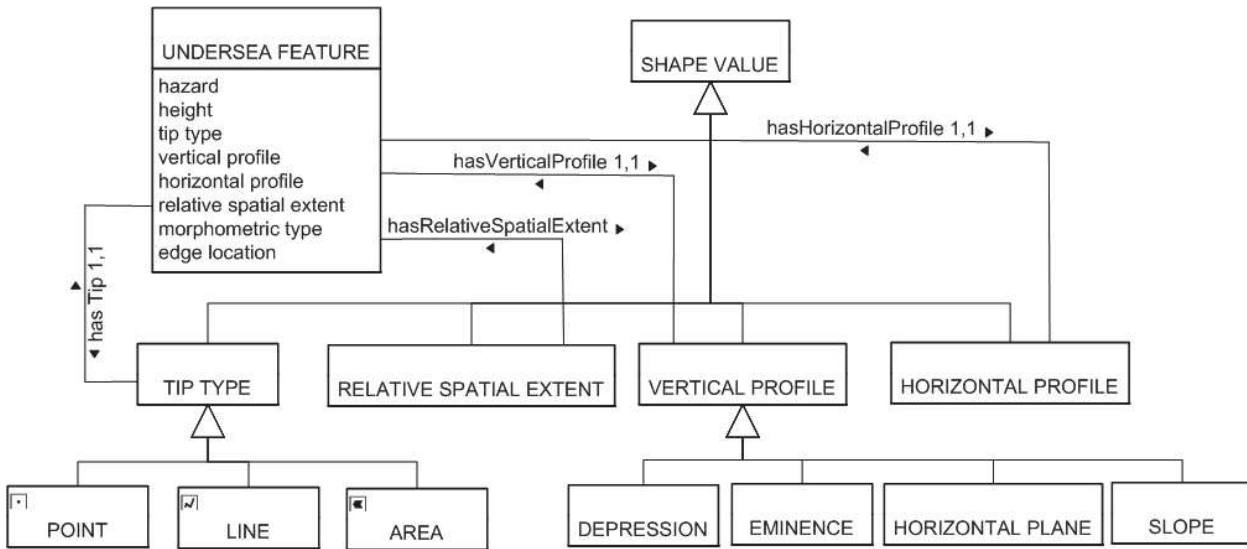 UNDERSEA FEATURE
hazard
height
tip type
vertical profile
horizontal profile
relative spatial extent
morphometric type
edge location
SHAPE VALUE
hasHorizontalProfile 1,1
hasVerticalProfile 1,1
hasRelativeSpatialExtent
has Tip 1,1
TIP TYPE
RELATIVE SPATIAL EXTENT
VERTICAL PROFILE
HORIZONTAL PROFILE
POINT
LINE
AREA
DEPRESSION
EMINENCE
HORIZONTAL PLANE
SLOPE